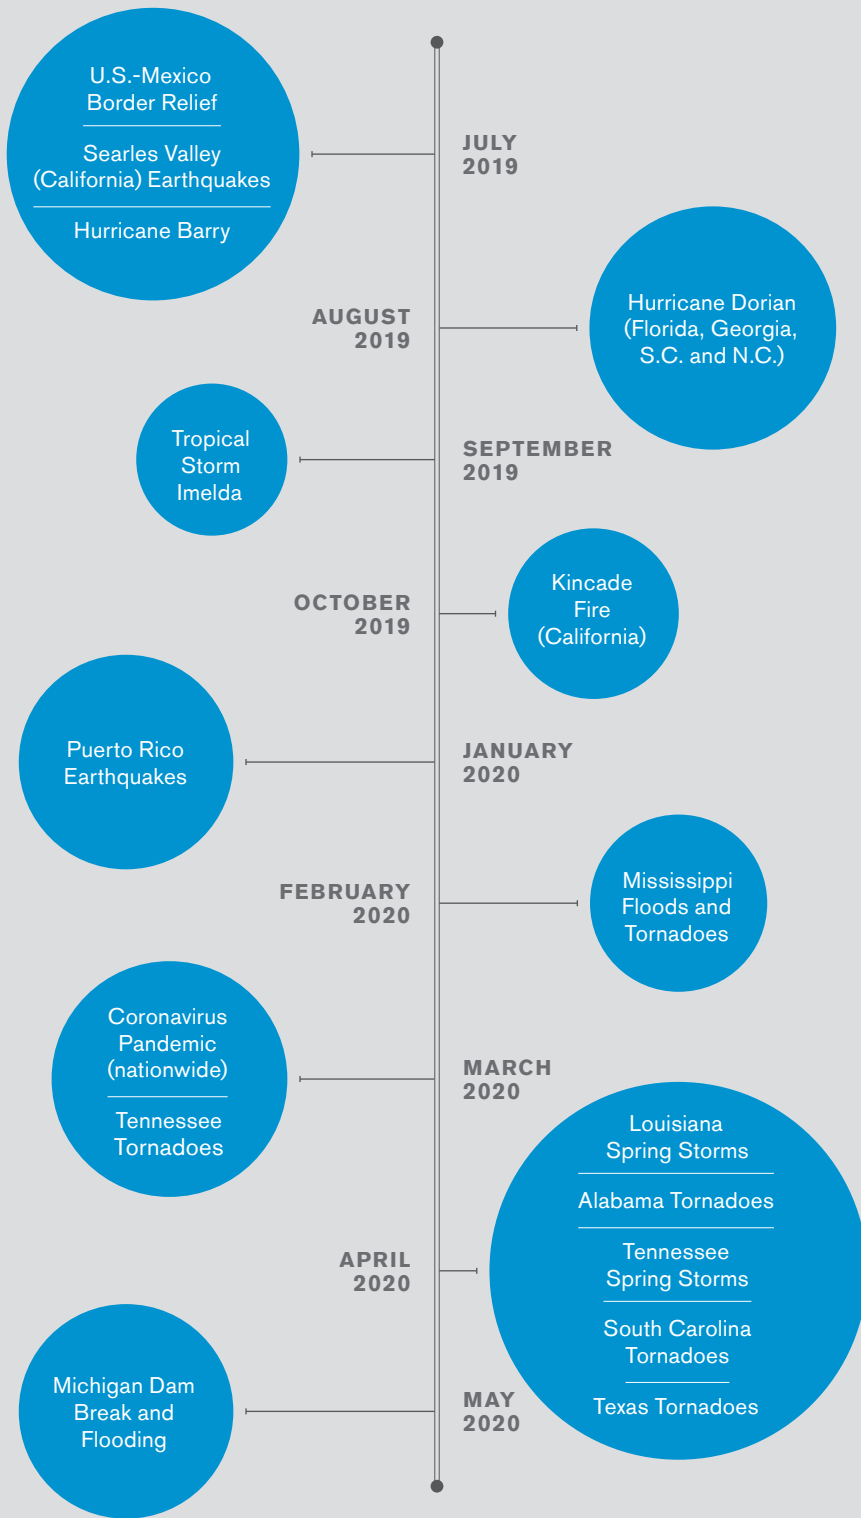 U.S.-Mexico
Border Relief
Searles Valley
(California) Earthquakes
Hurricane Barry
JULY
2019
AUGUST
2019
Hurricane Dorian
(Florida, Georgia,
S.C. and N.C.)
Tropical
Storm
Imelda
SEPTEMBER
2019
OCTOBER
2019
Kincade
Fire
(California)
Puerto Rico
Earthquakes
JANUARY
2020
FEBRUARY
2020
Mississippi
Floods and
Tornadoes
Coronavirus
Pandemic
(nationwide)
Tennessee
Tornadoes
MARCH
2020
APRIL
2020
Louisiana
Spring Storms
Alabama Tornadoes
Tennessee
Spring Storms
South Carolina
Tornadoes
Texas Tornadoes
Michigan Dam
Break and
Flooding
MAY
2020